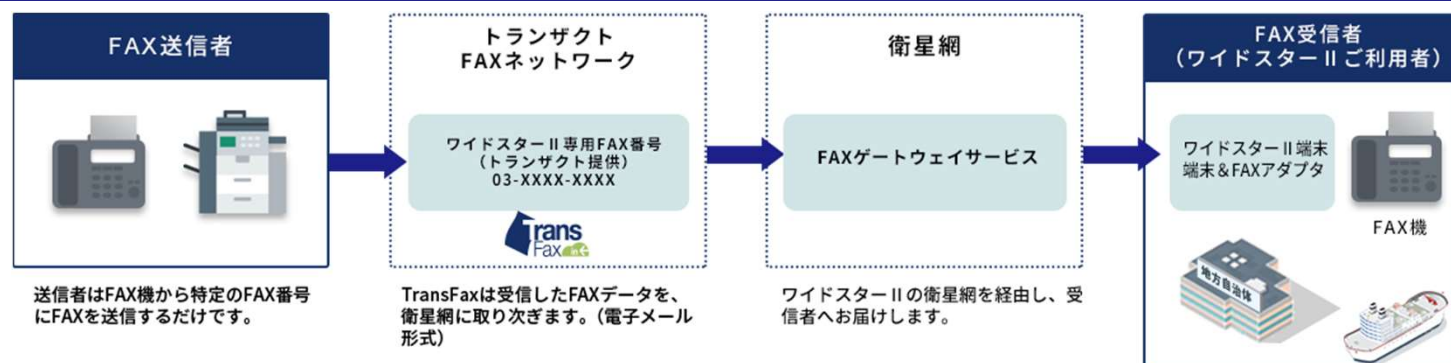 FAX送信者
送信者はFAX機から特定のFAX番号
にFAXを送信するだけです。
トランザクト
FAXネットワーク
ワイドスターⅡ専用FAX番号
（トランザクト提供）
03-XXXX-XXXX
Trans
Fax
TransFaxは受信したFAXデータを、
衛星網に取り次ぎます。（電子メール
形式）
衛星網
FAXゲートウェイサービス
ワイドスターⅡの衛星網を経由し、受
信者へお届けします。
FAX受信者
（ワイドスターⅡご利用者）
ワイドスターⅡ端末
端末＆FAXアダプタ
FAX機
地方自治体